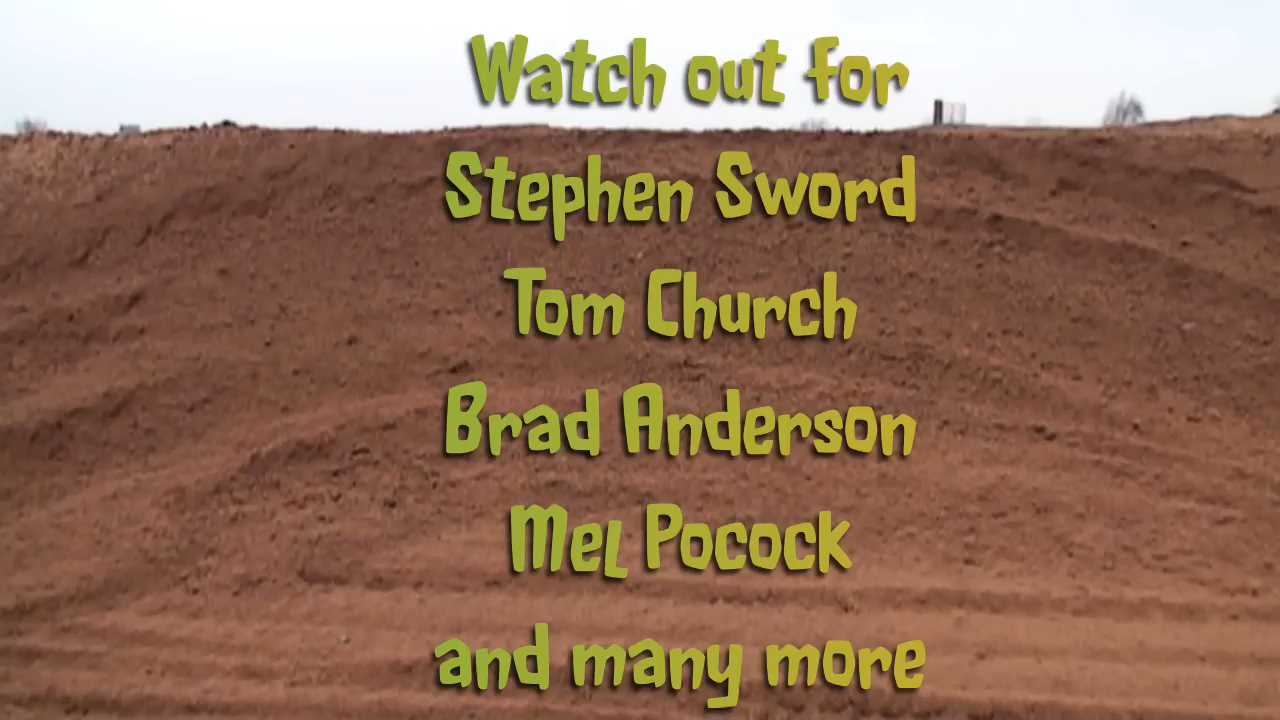 Watch out for
Stephen Sword
Tom Church
Brad Anderson
Mel Pocock
and many more